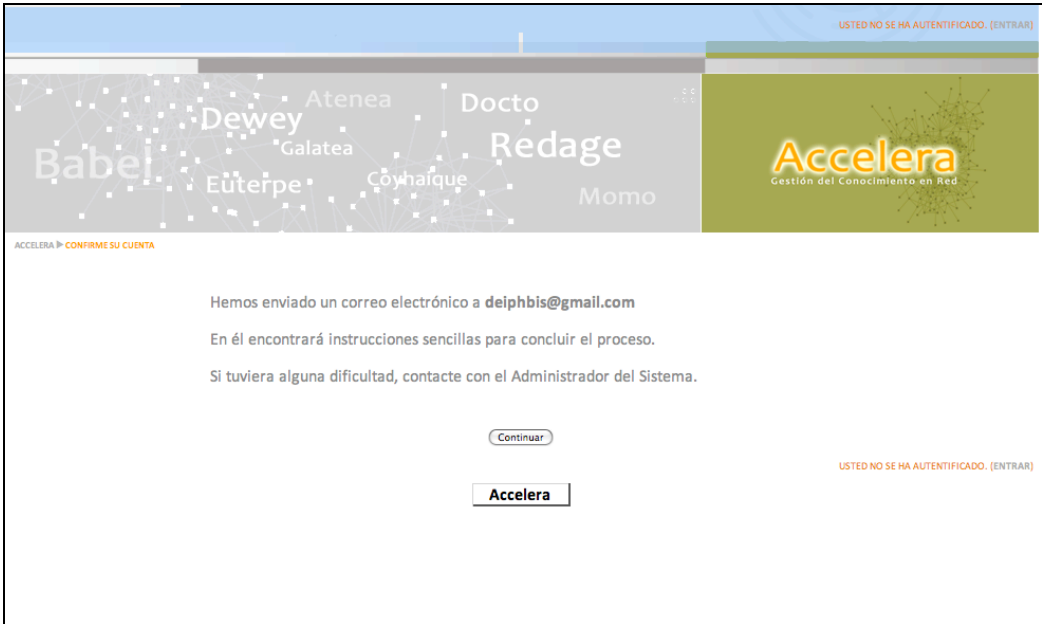 USTED NO SE HA AUTENTIFICADO. (ENTRAR)
Atenea
Docto
Dewey
Redage
Galatea
Babel
Euterpe
Coyhaique
Momo
Accelera
Gestión del Conocimiento en Red
ACCELERA ▶ CONFIRME SU CUENTA
Hemos enviado un correo electrónico a deiphbis@gmail.com
En él encontrará instrucciones sencillas para concluir el proceso.
Si tuviera alguna dificultad, contacte con el Administrador del Sistema.
Continuar
USTED NO SE HA AUTENTIFICADO. (ENTRAR)
Accelera